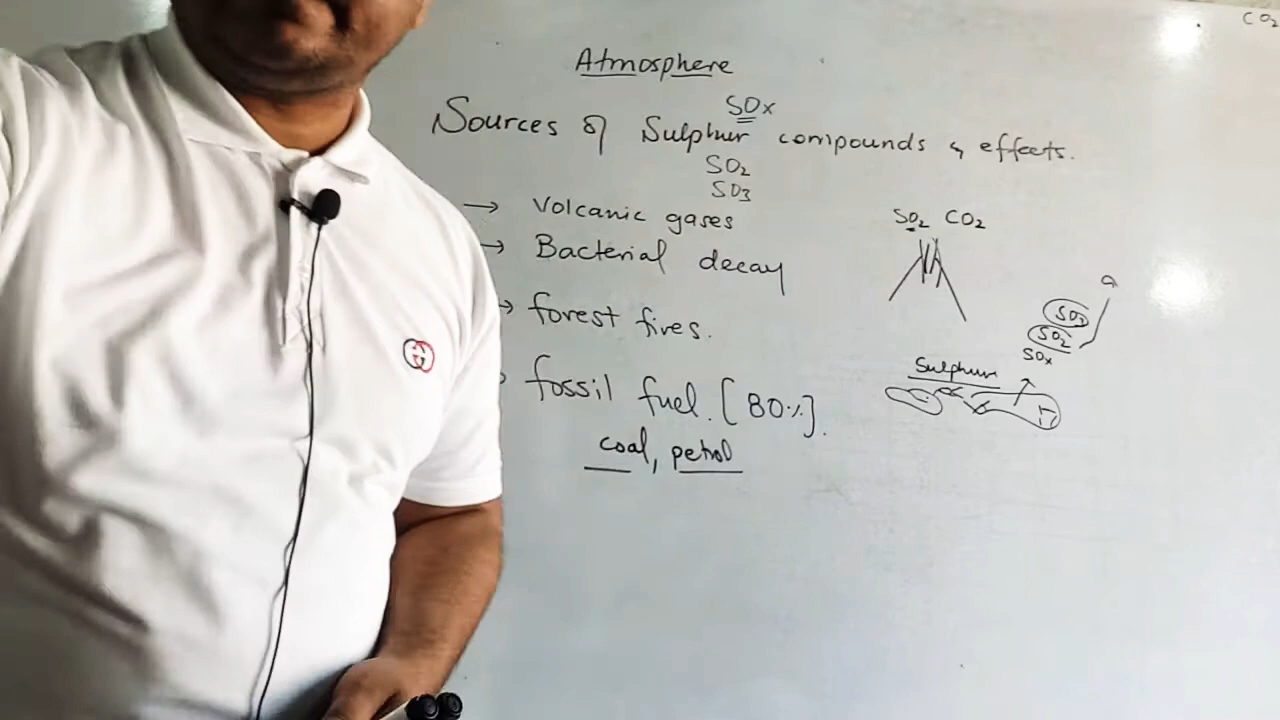 CO₂
Atmosphere
SOx
Sources of Sulphur compounds & effects.
SO₂
SO₃
→ Volcanic gases
→ Bacterial decay
→ forest fires.
→ fossil fuel. [80%].
coal, petrol
SO₂ CO₂
SO₃
SO₂
SOx
Sulphur